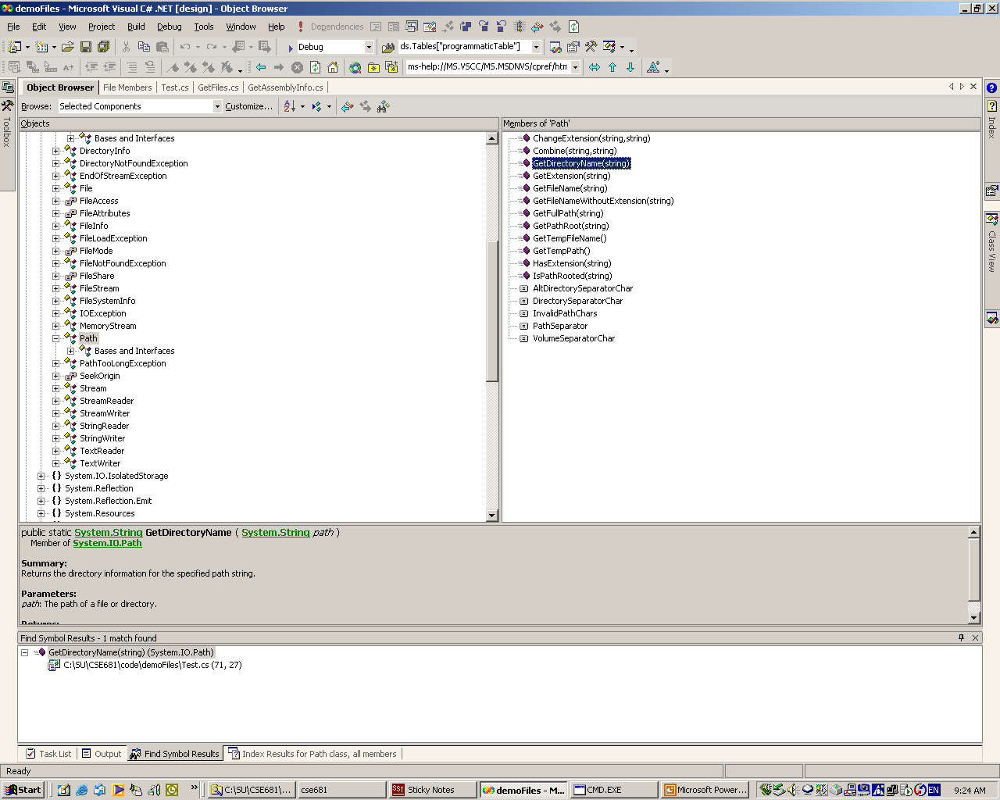 demoFiles - Microsoft Visual C# .NET [design] - Object Browser
File Edit View Project Build Debug Tools Window Help Dependencies
Debug ds.Tables["programmaticTable"]
ms-help://MS.VSCC/MS.MSDNVS/cpref/htm
Object Browser File Members Test.cs GetFiles.cs GetAssemblyInfo.cs
Browse: Selected Components Customize...
Toolbox
Objects
Bases and Interfaces
DirectoryInfo
DirectoryNotFoundException
EndOfStreamException
File
FileAccess
FileAttributes
FileInfo
FileLoadException
FileMode
FileNotFoundException
FileShare
FileStream
FileSystemInfo
IOException
MemoryStream
Path
Bases and Interfaces
PathTooLongException
SeekOrigin
Stream
StreamReader
StreamWriter
StringReader
StringWriter
TextReader
TextWriter
{} System.IO.IsolatedStorage
{} System.Reflection
{} System.Reflection.Emit
{} System.Resources
Members of 'Path'
ChangeExtension(string,string)
Combine(string,string)
GetDirectoryName(string)
GetExtension(string)
GetFileName(string)
GetFileNameWithoutExtension(string)
GetFullPath(string)
GetPathRoot(string)
GetTempFileName()
GetTempPath()
HasExtension(string)
IsPathRooted(string)
AltDirectorySeparatorChar
DirectorySeparatorChar
InvalidPathChars
PathSeparator
VolumeSeparatorChar
Index
Class View
public static System.String GetDirectoryName ( System.String path )
Member of System.IO.Path
Summary:
Returns the directory information for the specified path string.
Parameters:
path: The path of a file or directory.
Returns:
Find Symbol Results - 1 match found
GetDirectoryName(string) (System.IO.Path)
C:\SU\CSE681\code\demoFiles\Test.cs (71, 27)
Task List Output Find Symbol Results Index Results for Path class, all members
Ready
Start » C:\SU\CSE681\... cse681 SST Sticky Notes demoFiles - M... CMD.EXE Microsoft Power... EN 9:24 AM